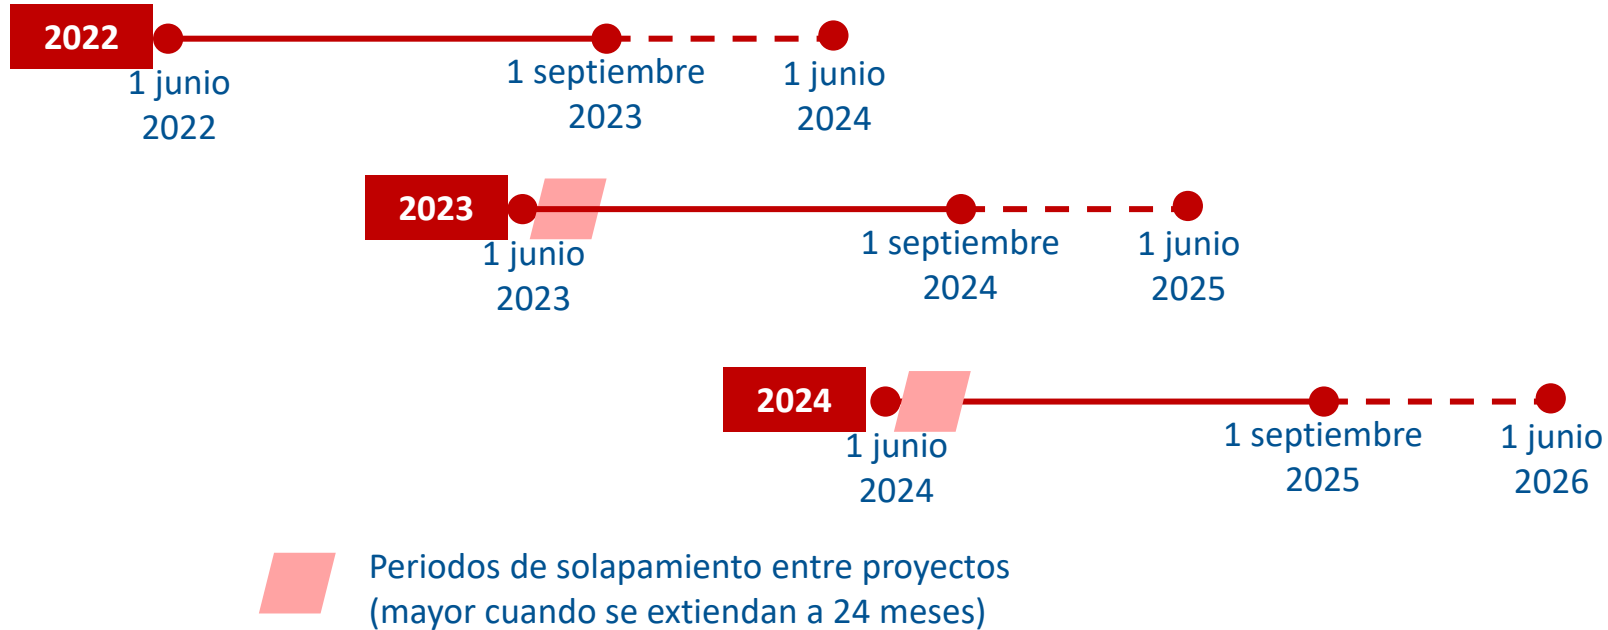 2022
1 junio
2022
1 septiembre
2023
1 junio
2024
2023
1 junio
2023
1 septiembre
2024
1 junio
2025
2024
1 junio
2024
1 septiembre
2025
1 junio
2026
Periodos de solapamiento entre proyectos
(mayor cuando se extiendan a 24 meses)